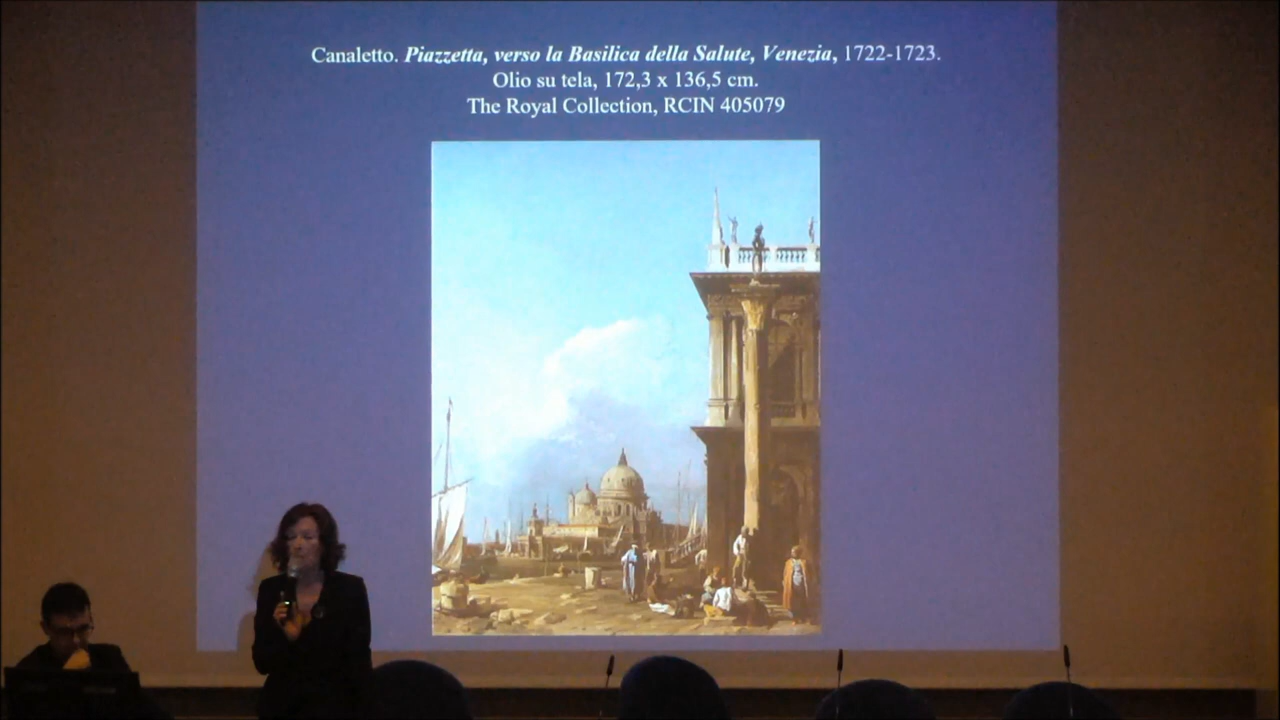 Canaletto. Piazzetta, verso la Basilica della Salute, Venezia, 1722-1723.
Olio su tela, 172,3 x 136,5 cm.
The Royal Collection, RCIN 405079